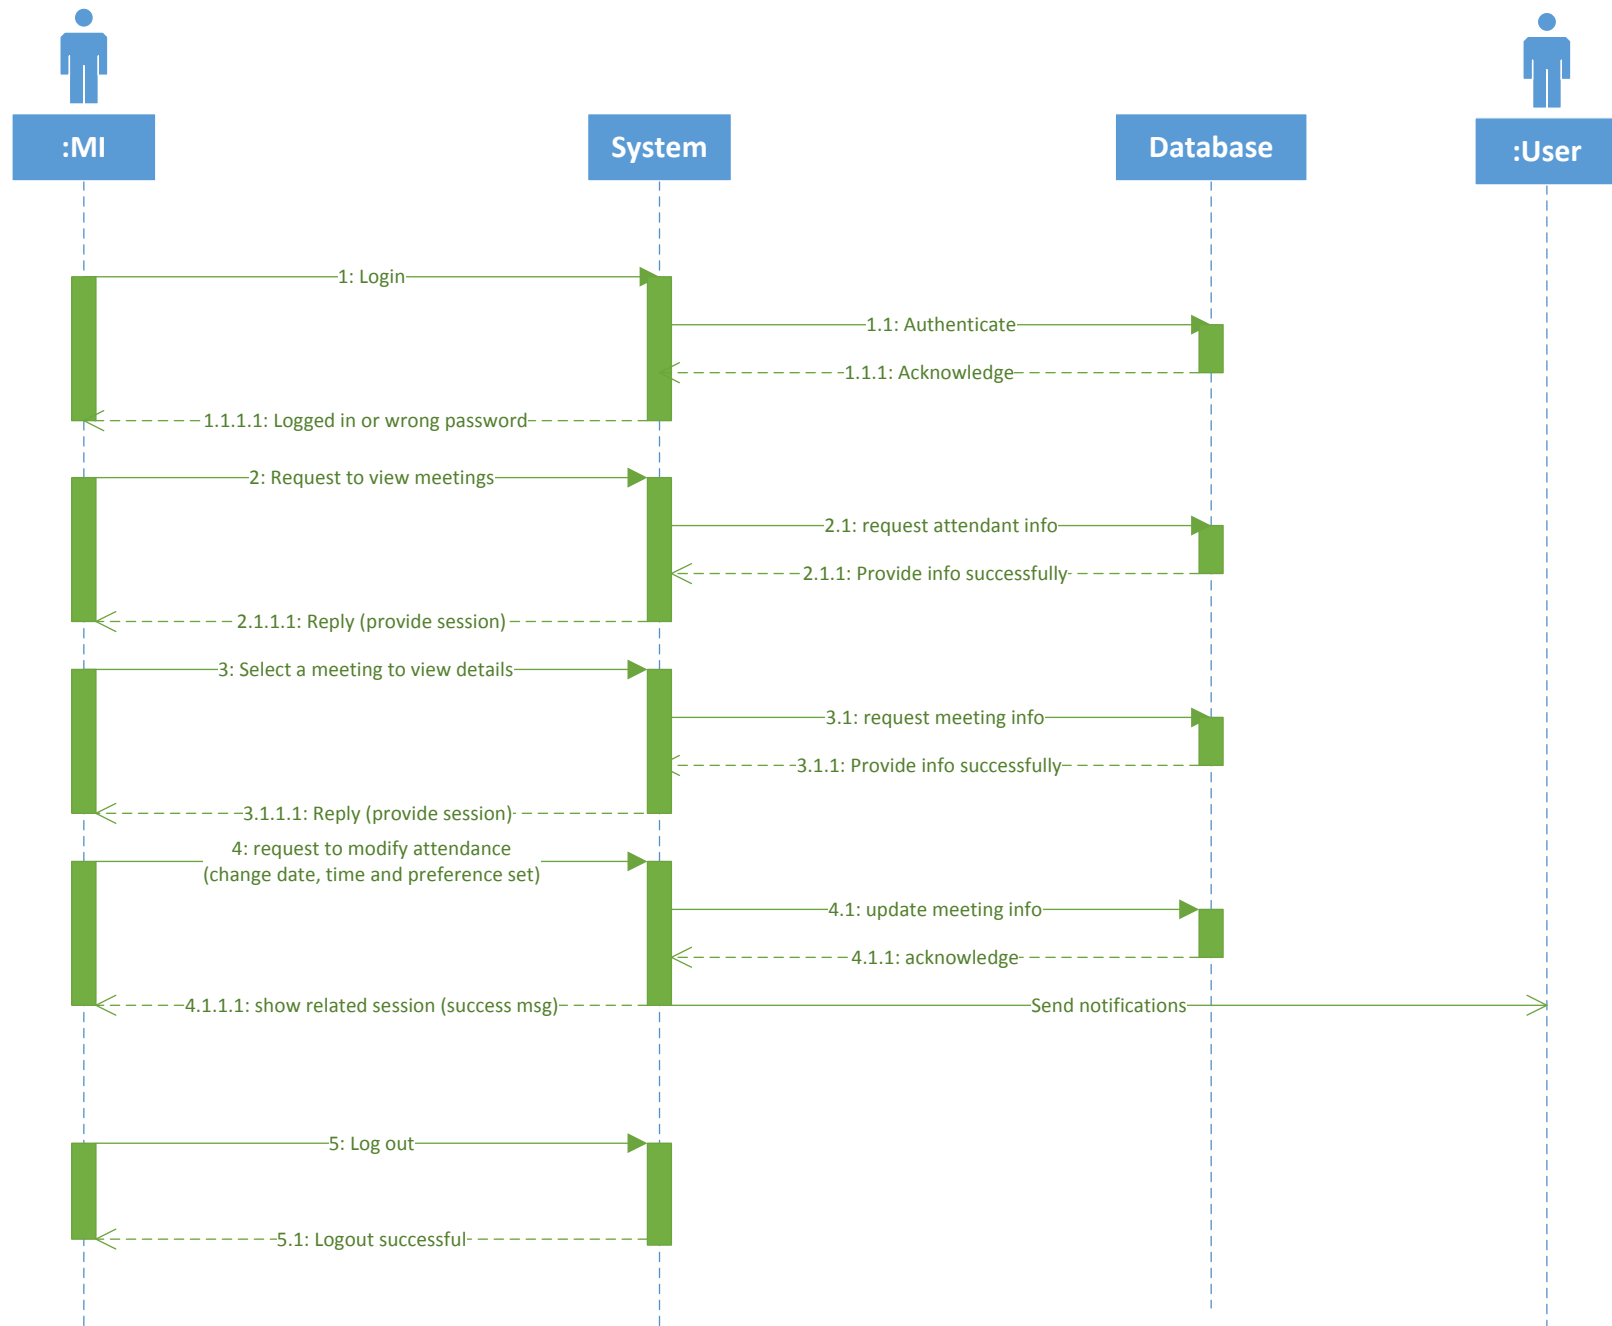 :MI
System
Database
:User
1: Login
1.1: Authenticate
1.1.1: Acknowledge
1.1.1.1: Logged in or wrong password
2: Request to view meetings
2.1: request attendant info
2.1.1: Provide info successfully
2.1.1.1: Reply (provide session)
3: Select a meeting to view details
3.1: request meeting info
3.1.1: Provide info successfully
3.1.1.1: Reply (provide session)
4: request to modify attendance
(change date, time and preference set)
4.1: update meeting info
4.1.1: acknowledge
4.1.1.1: show related session (success msg)
Send notifications
5: Log out
5.1: Logout successful